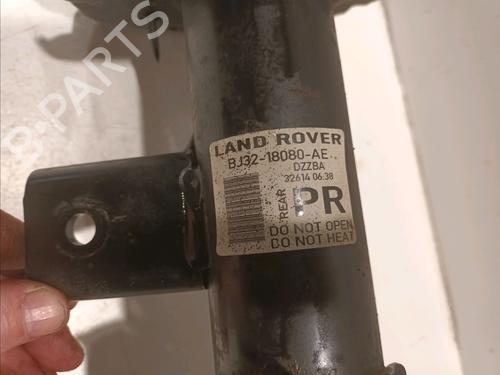 LAND ROVER
BJ32-18080-AE
DZZBA
32614 06:38
REAR
PR
DO NOT OPEN
DO NOT HEAT
B-PARTS